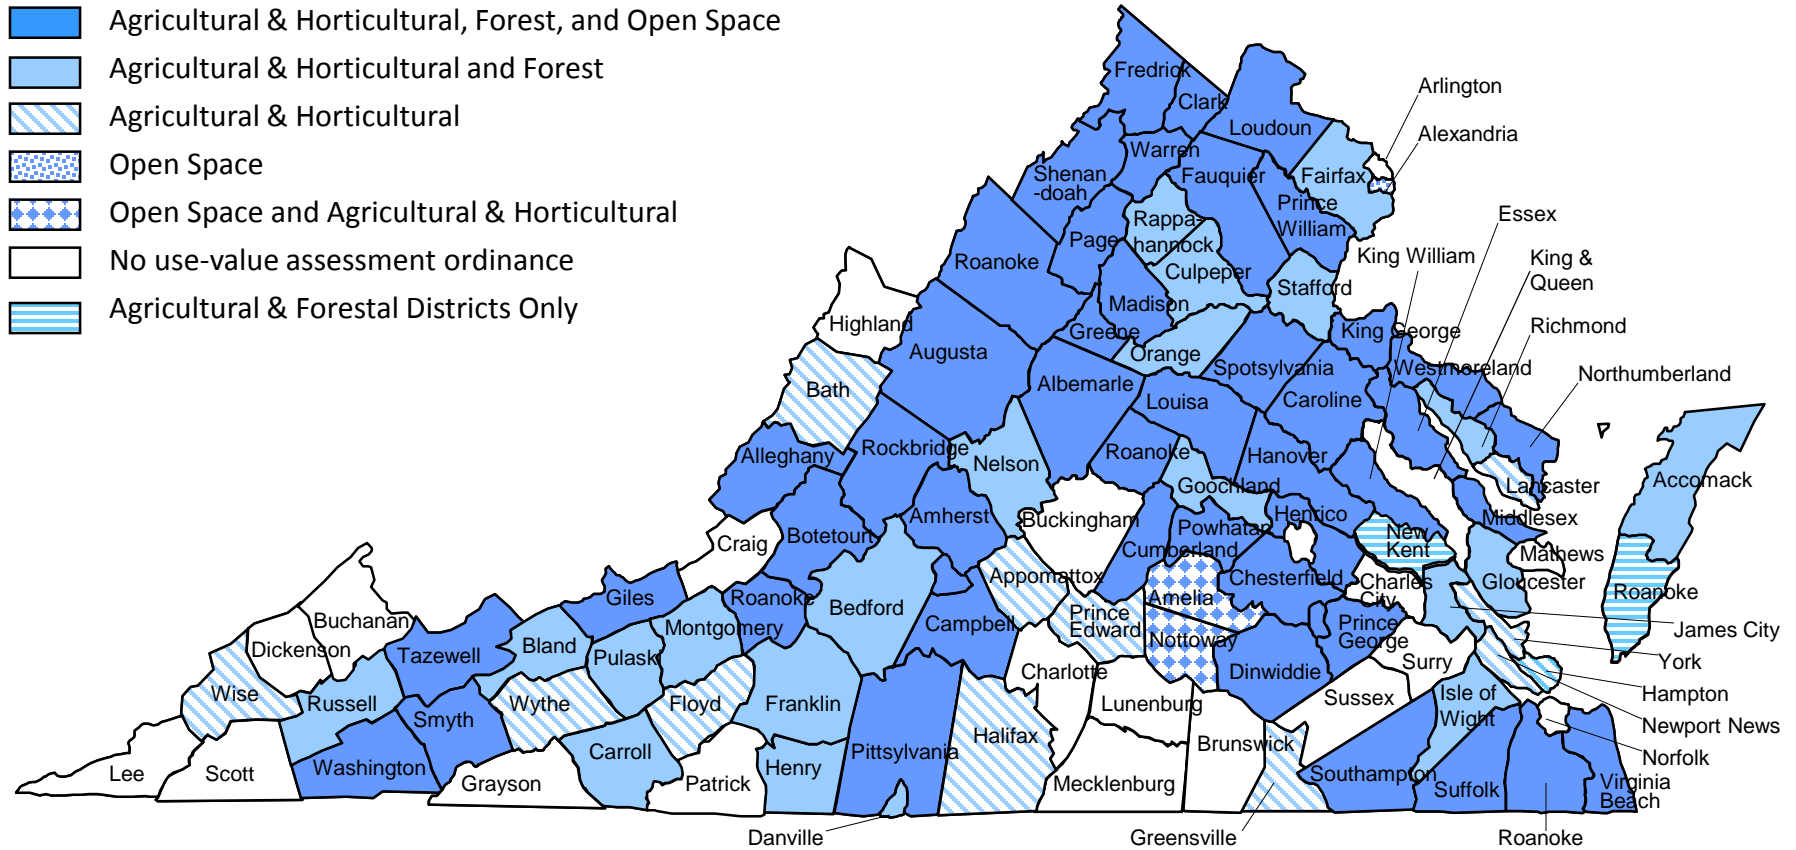 Agricultural & Horticultural, Forest, and Open Space
Agricultural & Horticultural and Forest
Agricultural & Horticultural
Open Space
Open Space and Agricultural & Horticultural
No use-value assessment ordinance
Agricultural & Forestal Districts Only
Fredrick
Clark
Loudoun
Arlington
Alexandria
Warren
Shenan
-doah
Fauquier
Fairfax
Prince
William
Rappa-
hannock
Page
Essex
King William
King &
Queen
Roanoke
Culpeper
Stafford
Madison
Highland
Greene
King George
Richmond
Augusta
Orange
Spotsylvania
Westmoreland
Northumberland
Bath
Albemarle
Louisa
Caroline
Alleghany
Rockbridge
Nelson
Roanoke
Hanover
Goochland
Lancaster
Accomack
Amherst
Buckingham
Powhatan
Henrico
Middlesex
Craig
Botetourt
Cumberland
New
Kent
Mathews
Appomattox
Chesterfield
Charles
City
Gloucester
Roanoke
Giles
Roanoke
Bedford
Amelia
Prince
Edward
Buchanan
Montgomery
Campbell
Nottoway
Prince
George
James City
Dickenson
Tazewell
Bland
Pulaski
Charlotte
Dinwiddie
Surry
York
Wise
Russell
Wythe
Floyd
Franklin
Lunenburg
Sussex
Isle of
Wight
Hampton
Smyth
Carroll
Pittsylvania
Halifax
Brunswick
Newport News
Lee
Scott
Washington
Grayson
Patrick
Henry
Mecklenburg
Southampton
Suffolk
Norfolk
Virginia
Beach
Danville
Greensville
Roanoke